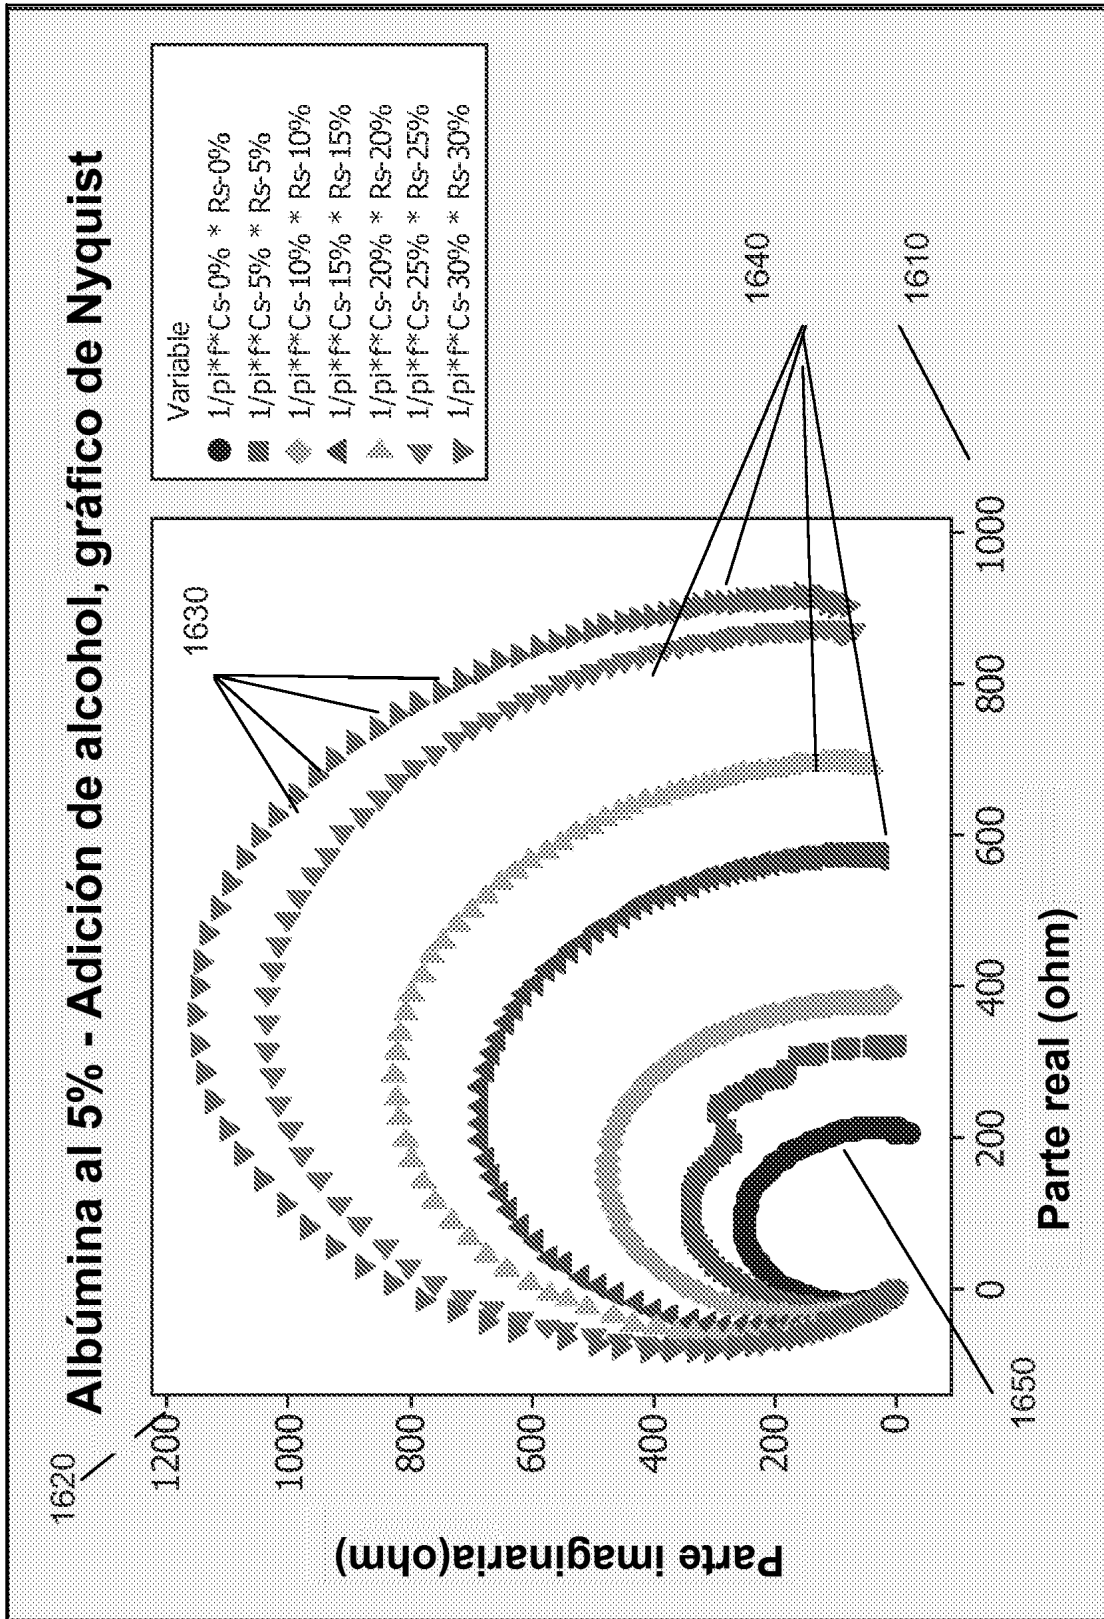 Albúmina al 5% - Adición de alcohol, gráfico de Nyquist
1620
Parte imaginaria(ohm)
1200
1000
800
600
400
200
0
1630
Variable
1/pi*f*Cs-0% * Rs-0%
1/pi*f*Cs-5% * Rs-5%
1/pi*f*Cs-10% * Rs-10%
1/pi*f*Cs-15% * Rs-15%
1/pi*f*Cs-20% * Rs-20%
1/pi*f*Cs-25% * Rs-25%
1/pi*f*Cs-30% * Rs-30%
1640
1610
0
200
400
600
800
1000
1650
Parte real (ohm)